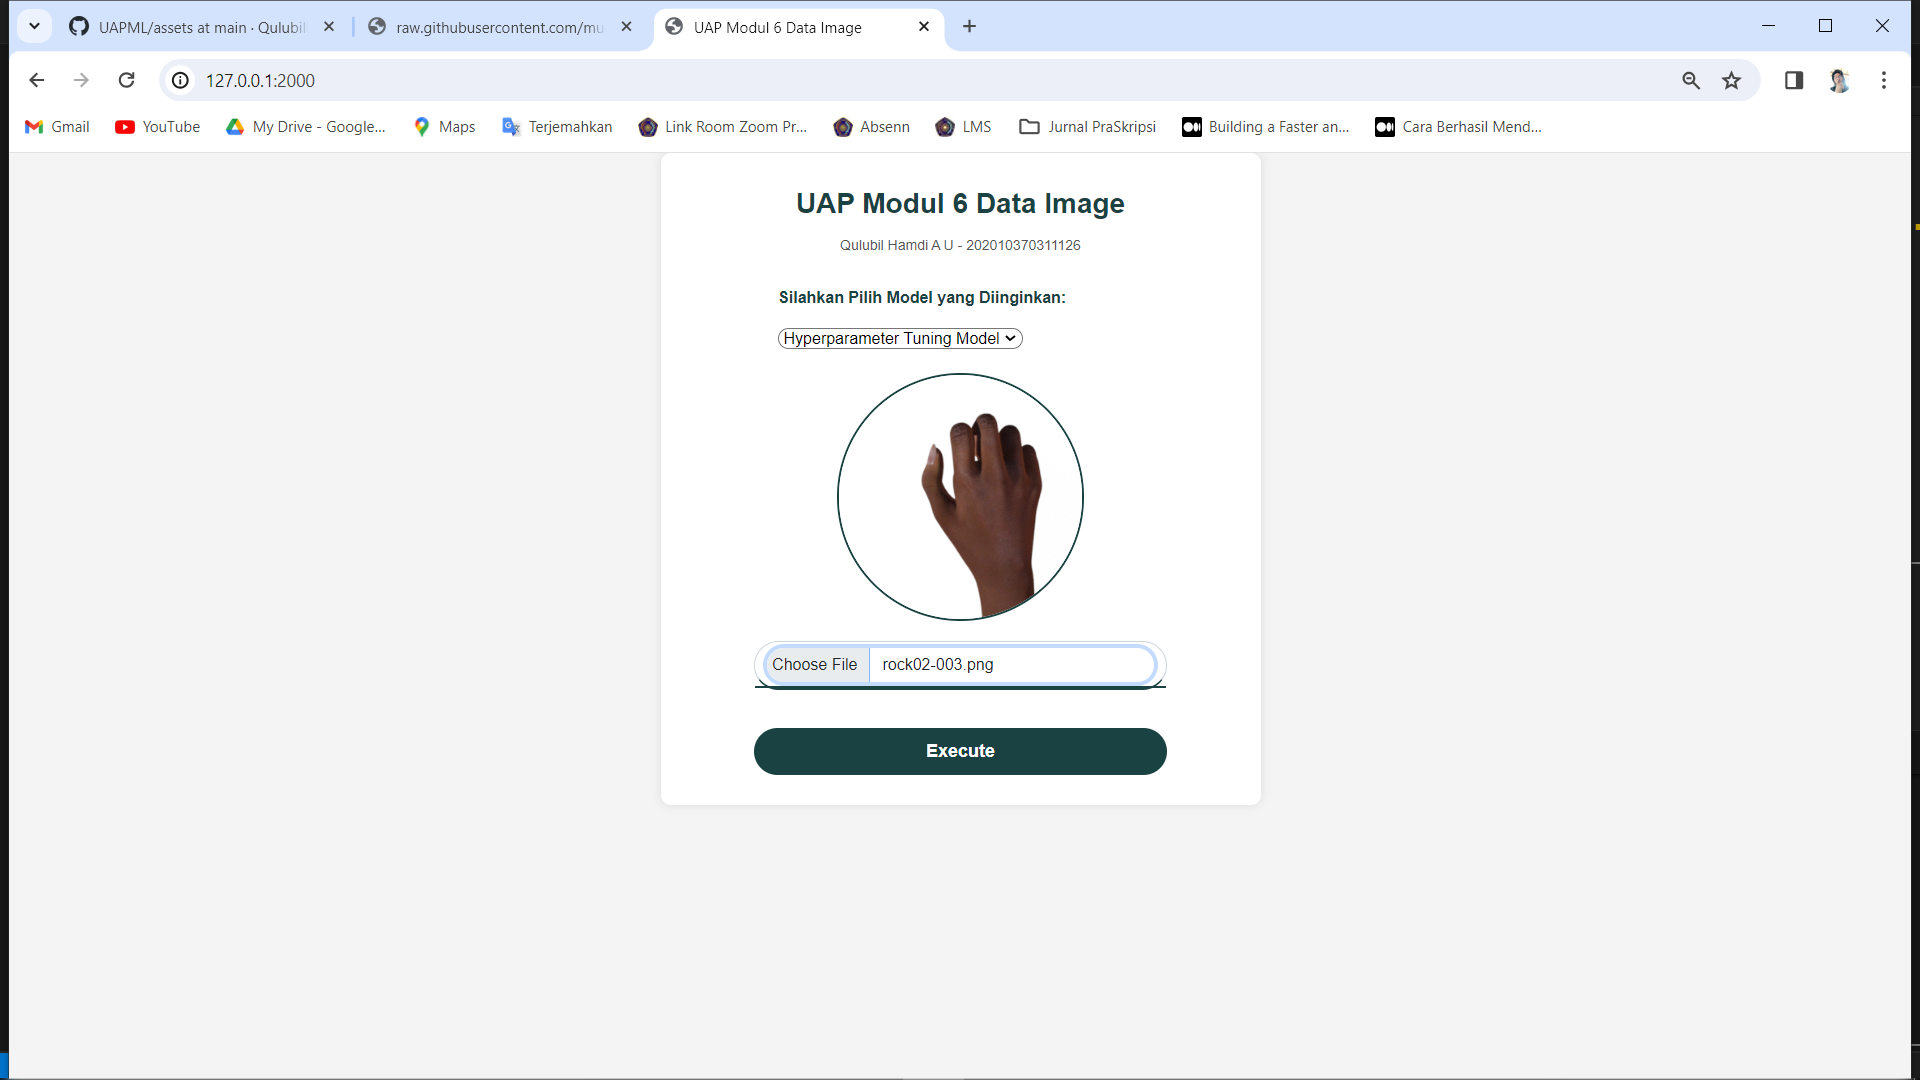 UAPML/assets at main · Qulubil
raw.githubusercontent.com/mu
UAP Modul 6 Data Image
127.0.0.1:2000
Gmail
YouTube
My Drive - Google...
Maps
Terjemahkan
Link Room Zoom Pr...
Absenn
LMS
Jurnal PraSkripsi
Building a Faster an...
Cara Berhasil Mend...
UAP Modul 6 Data Image
Qulubil Hamdi A U - 202010370311126
Silahkan Pilih Model yang Diinginkan:
Hyperparameter Tuning Model
Choose File rock02-003.png
Execute